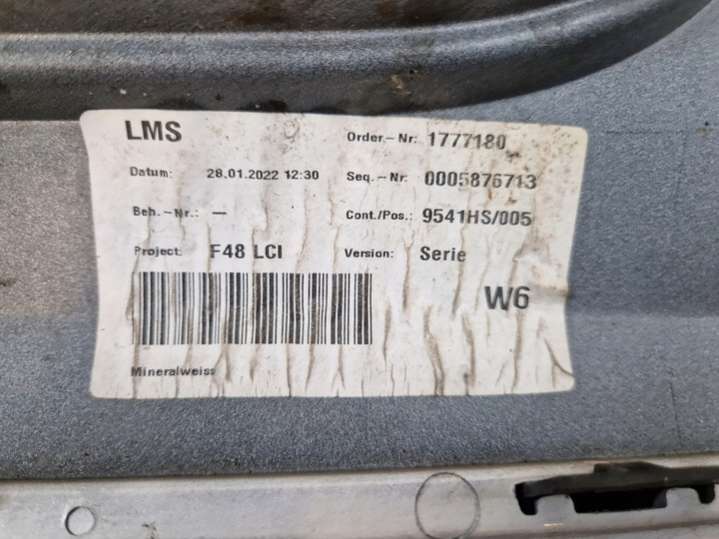 LMS Order.-Nr: 1777180
Datum: 28.01.2022 12:30 Seq.-Nr: 0005876713
Beh.-Nr.: — Cont./Pos.: 9541HS/005
Project: F48 LCI Version: Serie
W6
Mineralweiss